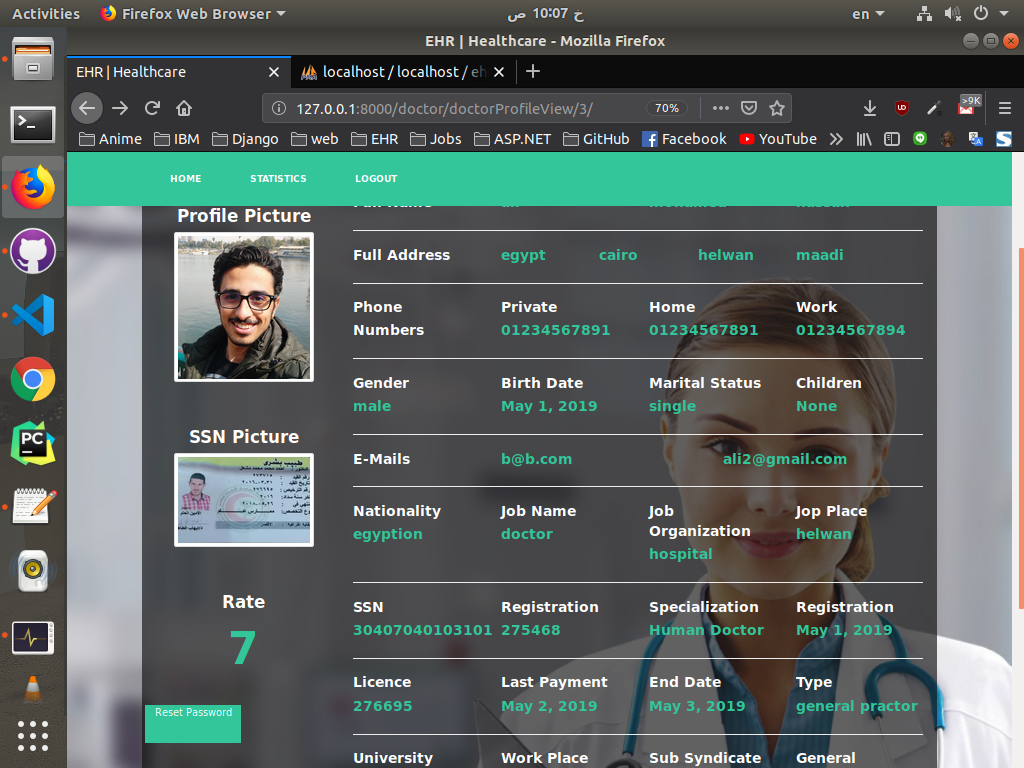 Activities Firefox Web Browser خ 10:07 ص en
EHR | Healthcare - Mozilla Firefox
EHR | Healthcare localhost / localhost / eh
127.0.0.1:8000/doctor/doctorProfileView/3/ 70% >9K
Anime IBM Django web EHR Jobs ASP.NET GitHub Facebook YouTube
HOME STATISTICS LOGOUT
Profile Picture
Full Address egypt cairo helwan maadi
Phone Numbers
Private 01234567891
Home 01234567891
Work 01234567894
Gender Birth Date Marital Status Children
male May 1, 2019 single None
SSN Picture
E-Mails b@b.com ali2@gmail.com
Nationality Job Name Job Organization Jop Place
egyption doctor hospital helwan
Rate
7
SSN Registration Specialization Registration
30407040103101 275468 Human Doctor May 1, 2019
Licence Last Payment End Date Type
276695 May 2, 2019 May 3, 2019 general practor
Reset Password
University Work Place Sub Syndicate General